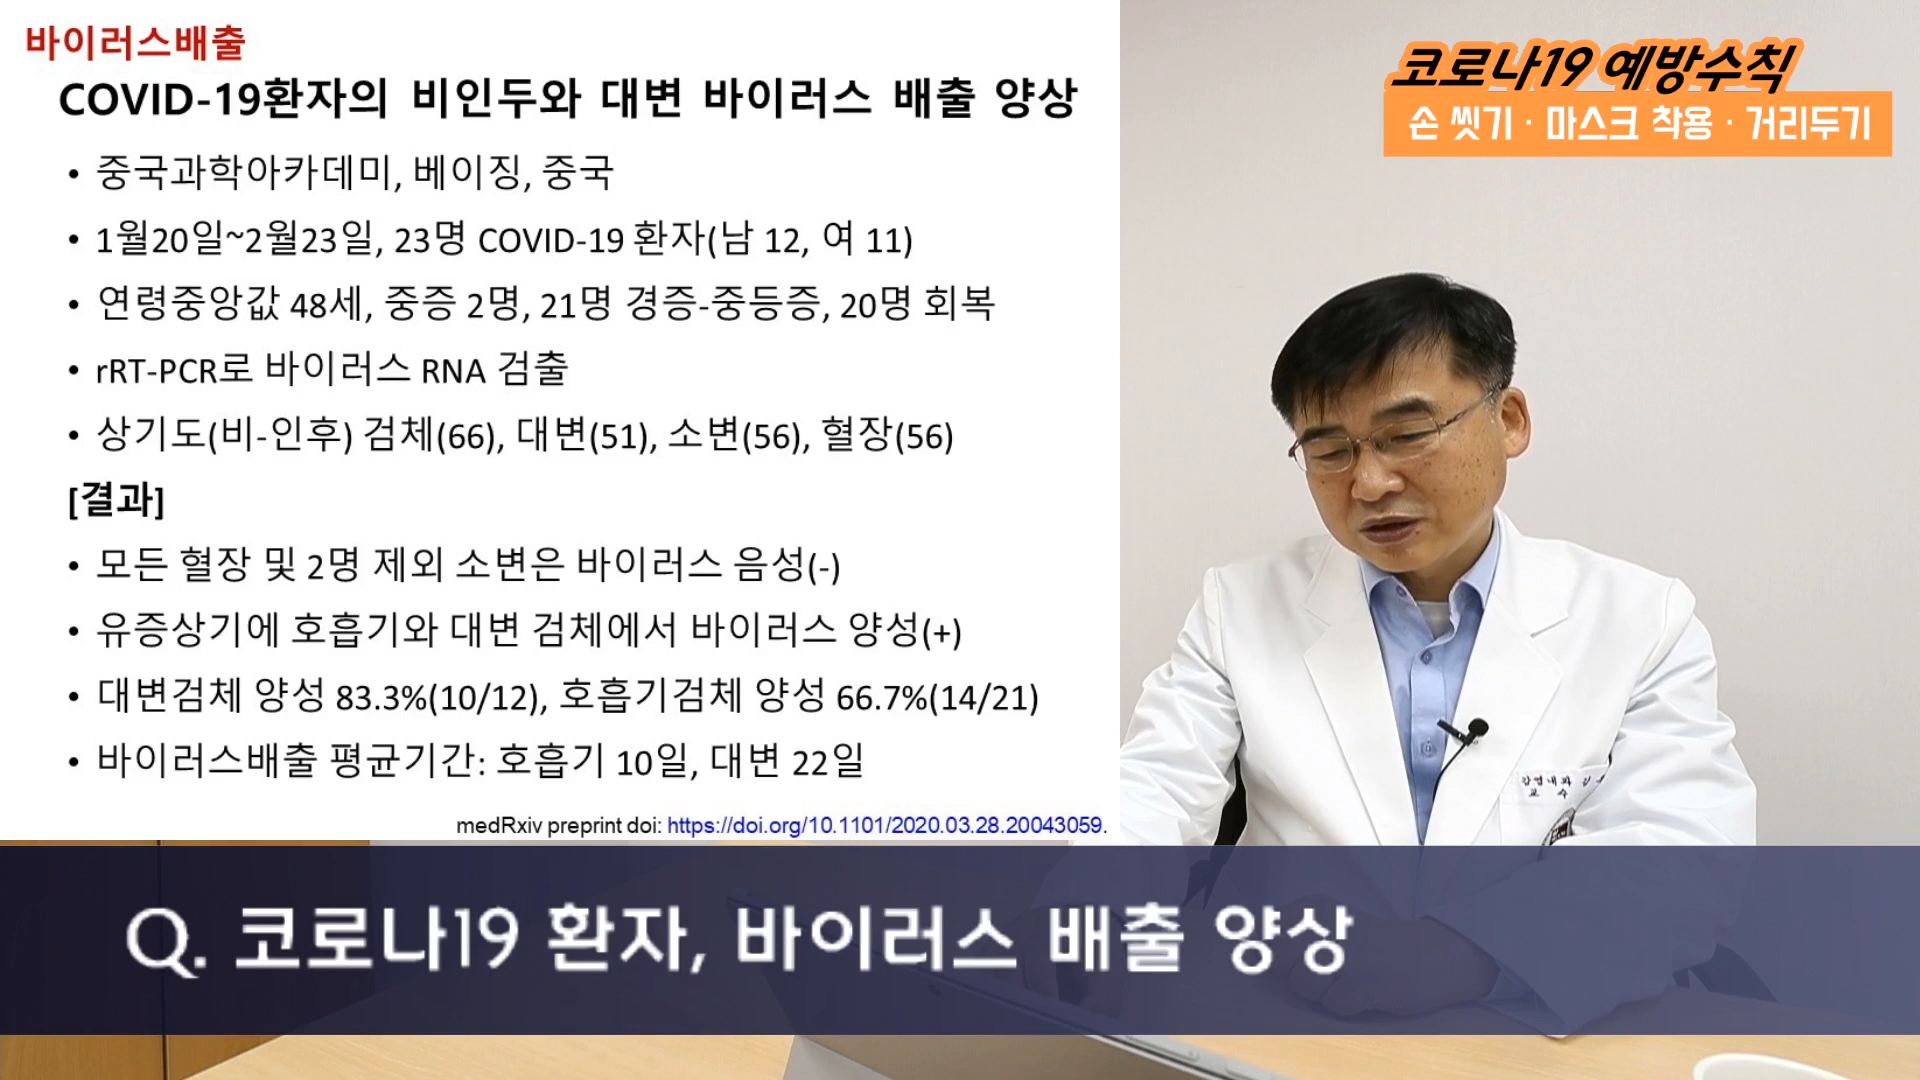 바이러스배출
COVID-19환자의 비인두와 대변 바이러스 배출 양상
• 중국과학아카데미, 베이징, 중국
• 1월20일~2월23일, 23명 COVID-19 환자(남 12, 여 11)
• 연령중앙값 48세, 중증 2명, 21명 경증-중등증, 20명 회복
• rRT-PCR로 바이러스 RNA 검출
• 상기도(비-인후) 검체(66), 대변(51), 소변(56), 혈장(56)
[결과]
• 모든 혈장 및 2명 제외 소변은 바이러스 음성(-)
• 유증상기에 호흡기와 대변 검체에서 바이러스 양성(+)
• 대변검체 양성 83.3%(10/12), 호흡기검체 양성 66.7%(14/21)
• 바이러스배출 평균기간: 호흡기 10일, 대변 22일
medRxiv preprint doi: https://doi.org/10.1101/2020.03.28.20043059.
코로나19 예방수칙
손 씻기 · 마스크 착용 · 거리두기
감염내과
교수
Q. 코로나19 환자, 바이러스 배출 양상